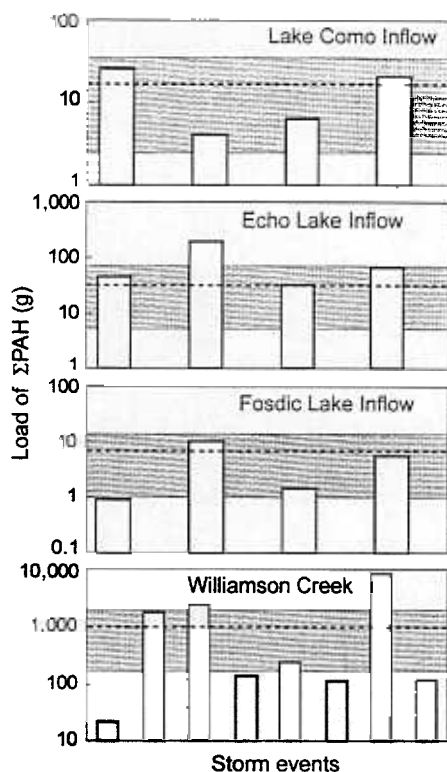 Load of ΣPAH (g)
100
Lake Como Inflow
10
1
1,000
Echo Lake Inflow
100
10
1
100
Fosdic Lake Inflow
10
1
0.1
10,000
Williamson Creek
1.000
100
10
Storm events